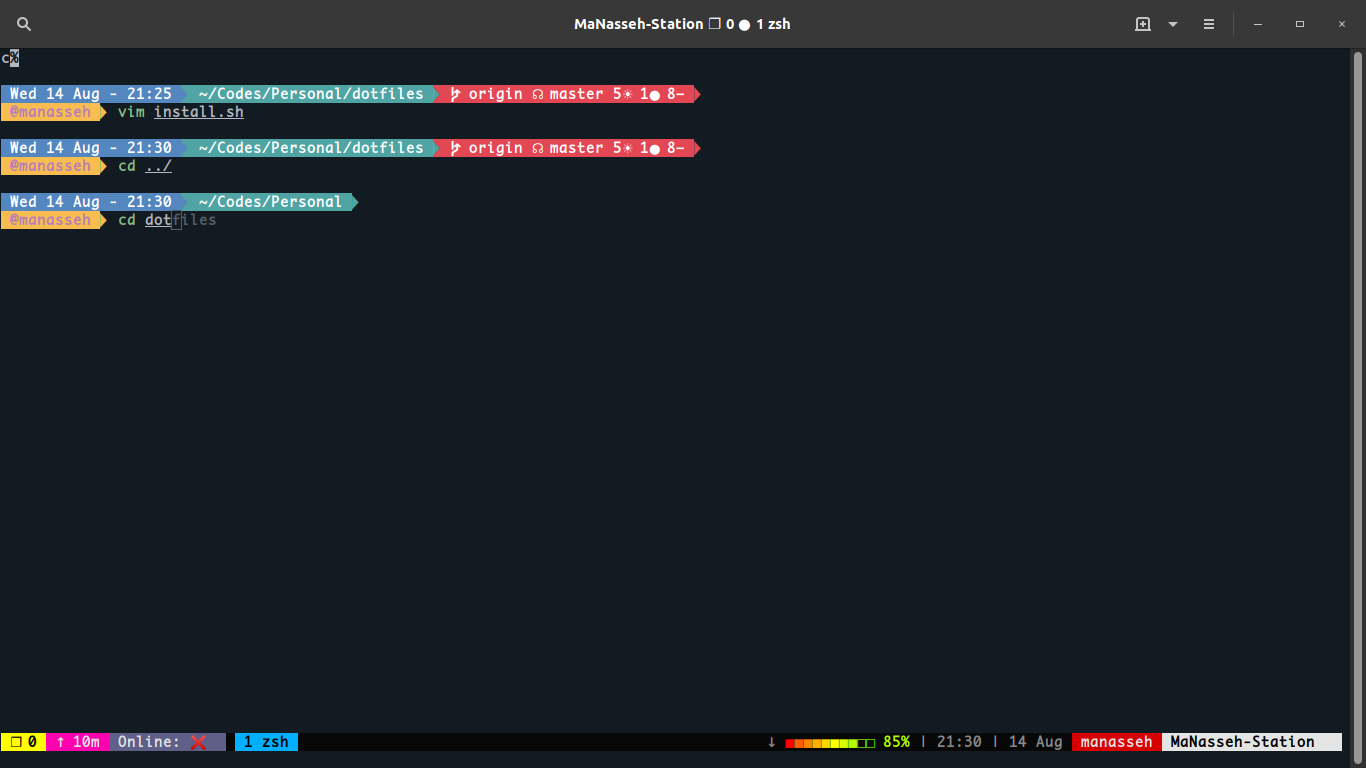 MaNasseh-Station ❐ 0 ● 1 zsh
c%
Wed 14 Aug - 21:25 ~/Codes/Personal/dotfiles origin ☊ master 5☀ 1● 8–
@manasseh vim install.sh
Wed 14 Aug - 21:30 ~/Codes/Personal/dotfiles origin ☊ master 5☀ 1● 8–
@manasseh cd ../
Wed 14 Aug - 21:30 ~/Codes/Personal
@manasseh cd dotfiles
❐ 0 ↑ 10m Online: ❌ 1 zsh ↓ 85% | 21:30 | 14 Aug manasseh MaNasseh-Station